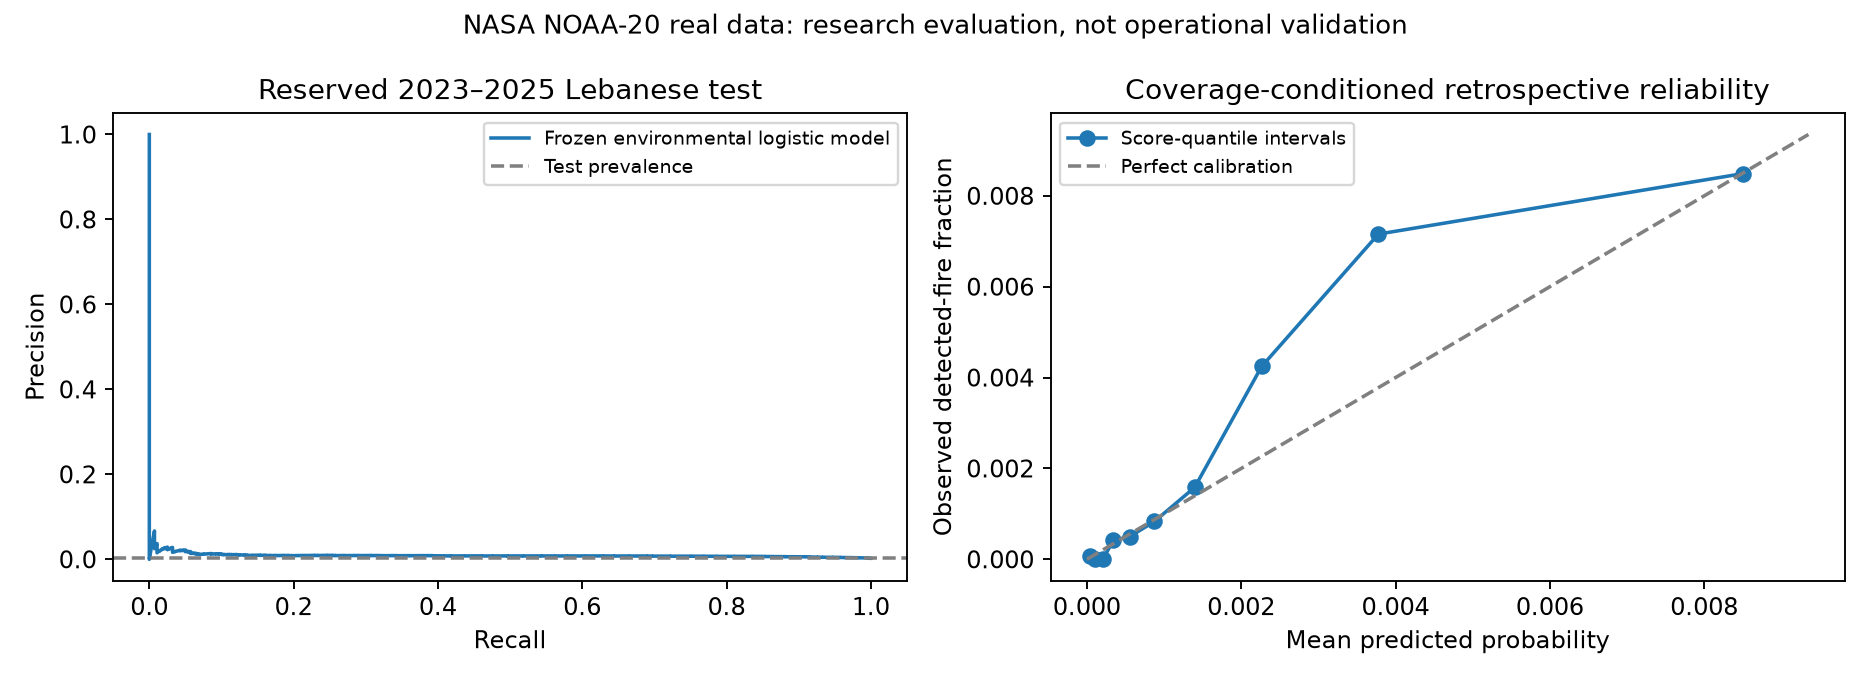 NASA NOAA-20 real data: research evaluation, not operational validation
Reserved 2023–2025 Lebanese test
Frozen environmental logistic model
Test prevalence
Precision
1.0
0.8
0.6
0.4
0.2
0.0
0.0 0.2 0.4 0.6 0.8 1.0
Recall
Coverage-conditioned retrospective reliability
Score-quantile intervals
Perfect calibration
Observed detected-fire fraction
0.008
0.006
0.004
0.002
0.000
0.000 0.002 0.004 0.006 0.008
Mean predicted probability